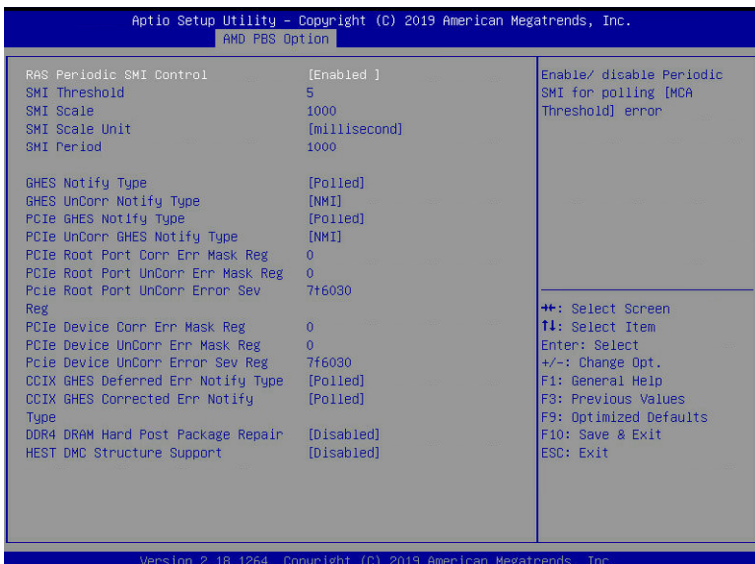 Aptio Setup Utility – Copyright (C) 2019 American Megatrends, Inc.
AMD PBS Option
RAS Periodic SMI Control [Enabled ]
SMI Threshold 5
SMI Scale 1000
SMI Scale Unit [millisecond]
SMI Period 1000
GHES Notify Type [Polled]
GHES UnCorr Notify Type [NMI]
PCIe GHES Notify Type [Polled]
PCIe UnCorr GHES Notify Type [NMI]
PCIe Root Port Corr Err Mask Reg 0
PCIe Root Port UnCorr Err Mask Reg 0
Pcie Root Port UnCorr Error Sev 7f6030
Reg
PCIe Device Corr Err Mask Reg 0
PCIe Device UnCorr Err Mask Reg 0
Pcie Device UnCorr Error Sev Reg 7f6030
CCIX GHES Deferred Err Notify Type [Polled]
CCIX GHES Corrected Err Notify [Polled]
Type
DDR4 DRAM Hard Post Package Repair [Disabled]
HEST DMC Structure Support [Disabled]
Enable/ disable Periodic
SMI for polling [MCA
Threshold] error
→←: Select Screen
↑↓: Select Item
Enter: Select
+/-: Change Opt.
F1: General Help
F3: Previous Values
F9: Optimized Defaults
F10: Save & Exit
ESC: Exit
Version 2.18.1264. Copyright (C) 2019 American Megatrends, Inc.